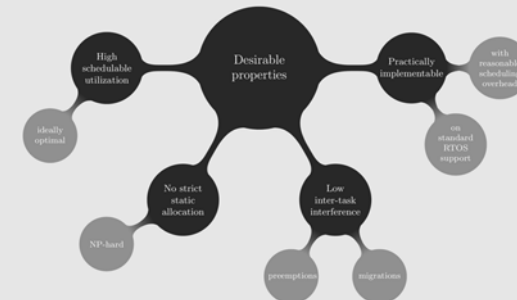 Desirable
properties
High
schedulable
utilization
ideally
optimal
No strict
static
allocation
NP-hard
Low
inter-task
interference
preemptions
migrations
Practically
implementable
with
reasonable
scheduling
overhead
on
standard
RTOS
support